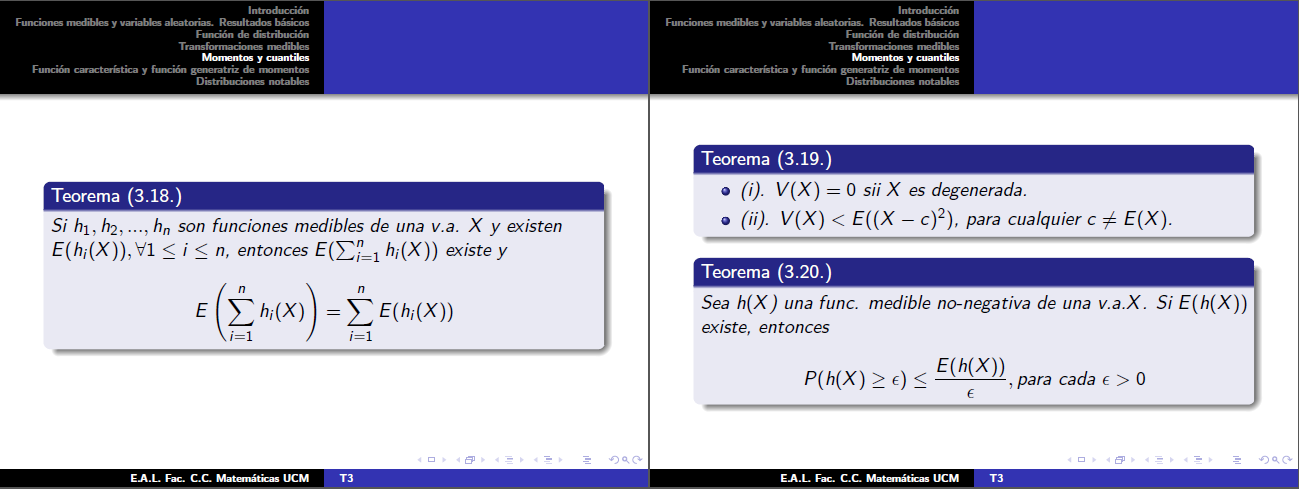 Introducción
Funciones medibles y variables aleatorias. Resultados básicos
Función de distribución
Transformaciones medibles
Momentos y cuantiles
Función característica y función generatriz de momentos
Distribuciones notables
Teorema (3.18.)
Si h₁, h₂, ..., hₙ son funciones medibles de una v.a. X y existen
E(hᵢ(X)), ∀1 ≤ i ≤ n, entonces E(∑ⁿᵢ₌₁ hᵢ(X)) existe y
E(∑ⁿᵢ₌₁ hᵢ(X)) = ∑ⁿᵢ₌₁ E(hᵢ(X))
E.A.L. Fac. C.C. Matemáticas UCM T3
Introducción
Funciones medibles y variables aleatorias. Resultados básicos
Función de distribución
Transformaciones medibles
Momentos y cuantiles
Función característica y función generatriz de momentos
Distribuciones notables
Teorema (3.19.)
(i). V(X) = 0 sii X es degenerada.
(ii). V(X) < E((X − c)²), para cualquier c ≠ E(X).
Teorema (3.20.)
Sea h(X) una func. medible no-negativa de una v.a.X. Si E(h(X))
existe, entonces
P(h(X) ≥ ϵ) ≤ E(h(X))/ϵ, para cada ϵ > 0
E.A.L. Fac. C.C. Matemáticas UCM T3